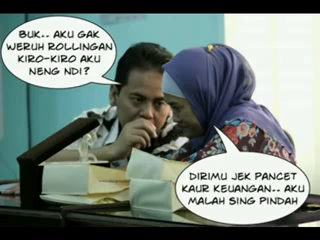 BUK.. AKU GAK
WERUH ROLLINGAN
KIRO-KIRO AKU
NENG NDI?
DIRIMU JEK PANCET
KAUR KEUANGAN.. AKU
MALAH SING PINDAH